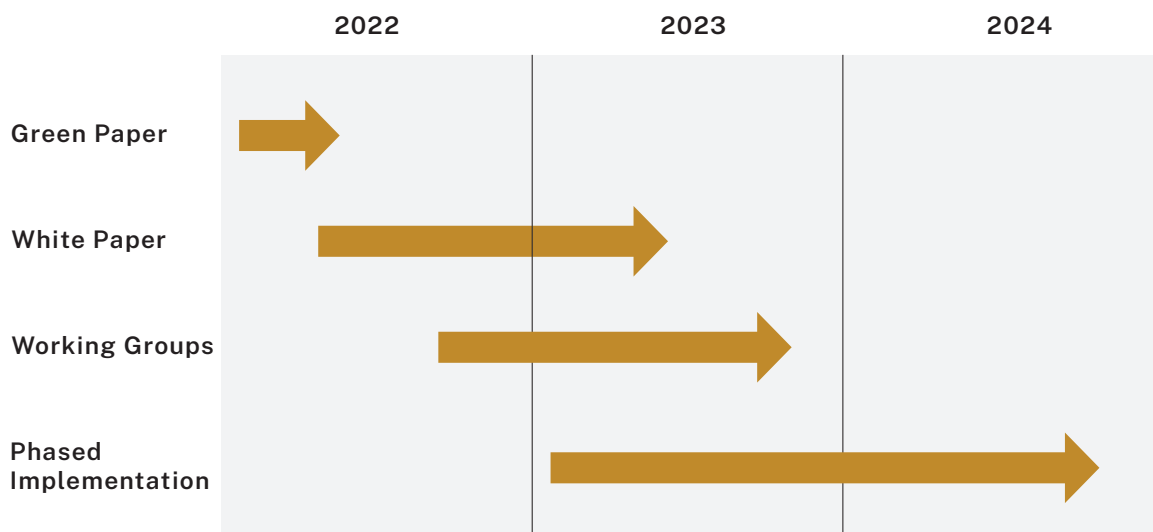 2022 2023 2024
Green Paper
White Paper
Working Groups
Phased
Implementation